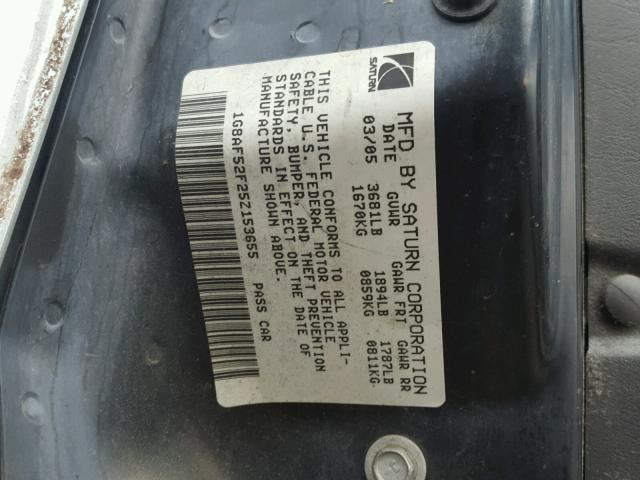 SATURN
MFD BY SATURN CORPORATION
DATE GVWR GAWR FRT GAWR RR
03/05 3681LB 1894LB 1787LB
1670KG 0859KG 0811KG
THIS VEHICLE CONFORMS TO ALL APPLI-
CABLE U.S. FEDERAL MOTOR VEHICLE
SAFETY, BUMPER, AND THEFT PREVENTION
STANDARDS IN EFFECT ON THE DATE OF
MANUFACTURE SHOWN ABOVE.
1G8AF52F25Z153655 PASS CAR